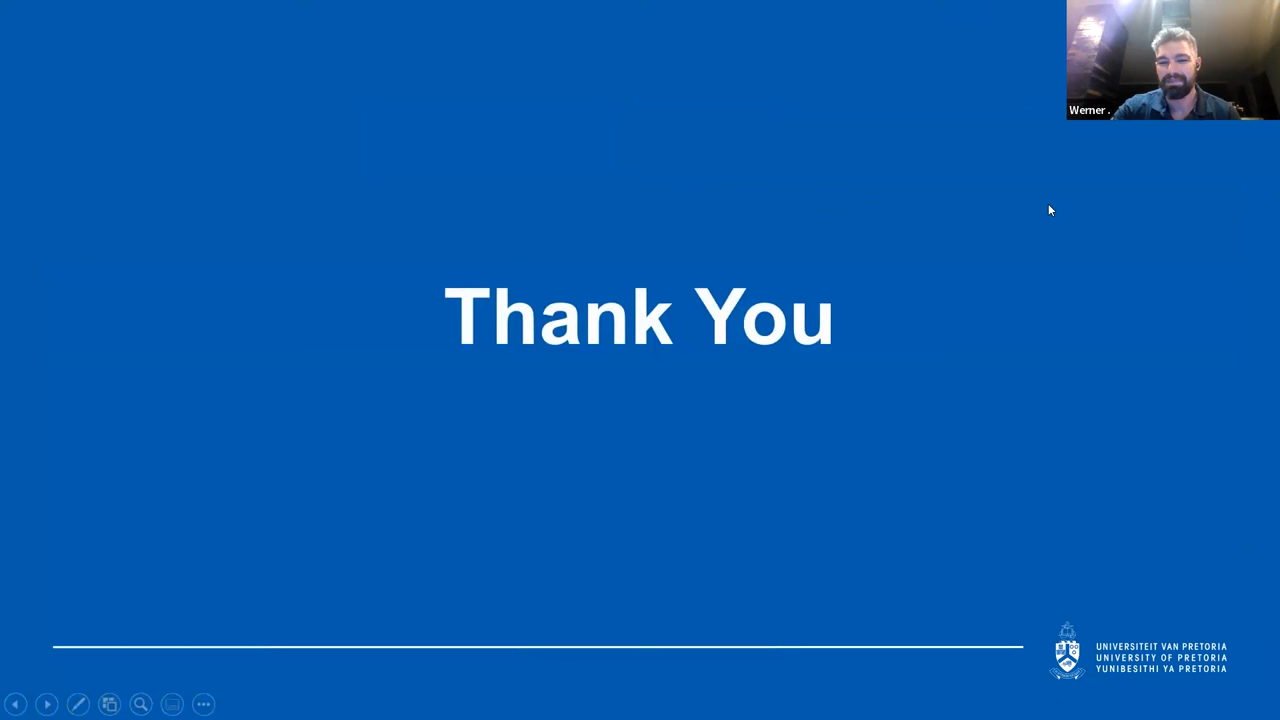 Werner .
Thank You
UNIVERSITEIT VAN PRETORIA
UNIVERSITY OF PRETORIA
YUNIBESITHI YA PRETORIA